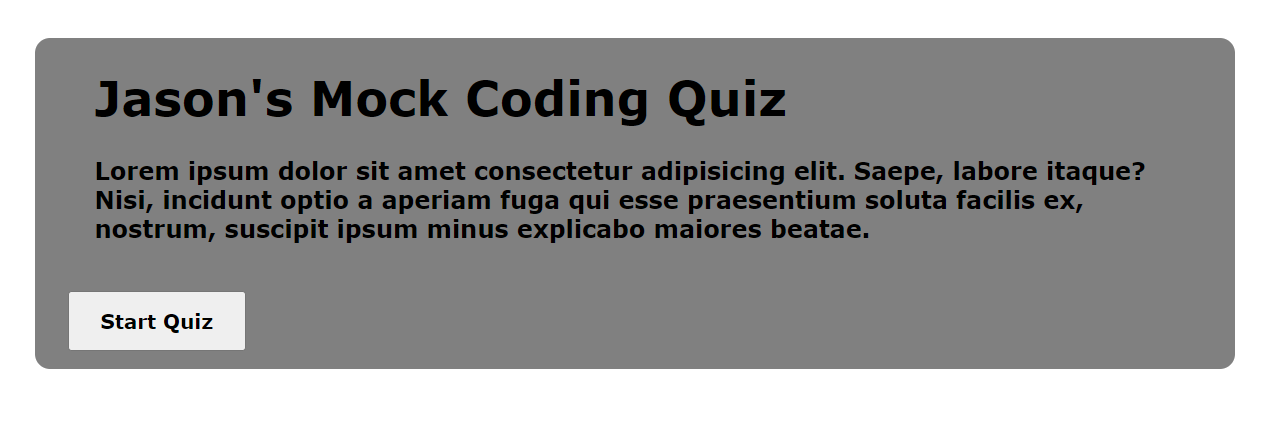 Jason's Mock Coding Quiz
Lorem ipsum dolor sit amet consectetur adipisicing elit. Saepe, labore itaque?
Nisi, incidunt optio a aperiam fuga qui esse praesentium soluta facilis ex,
nostrum, suscipit ipsum minus explicabo maiores beatae.
Start Quiz